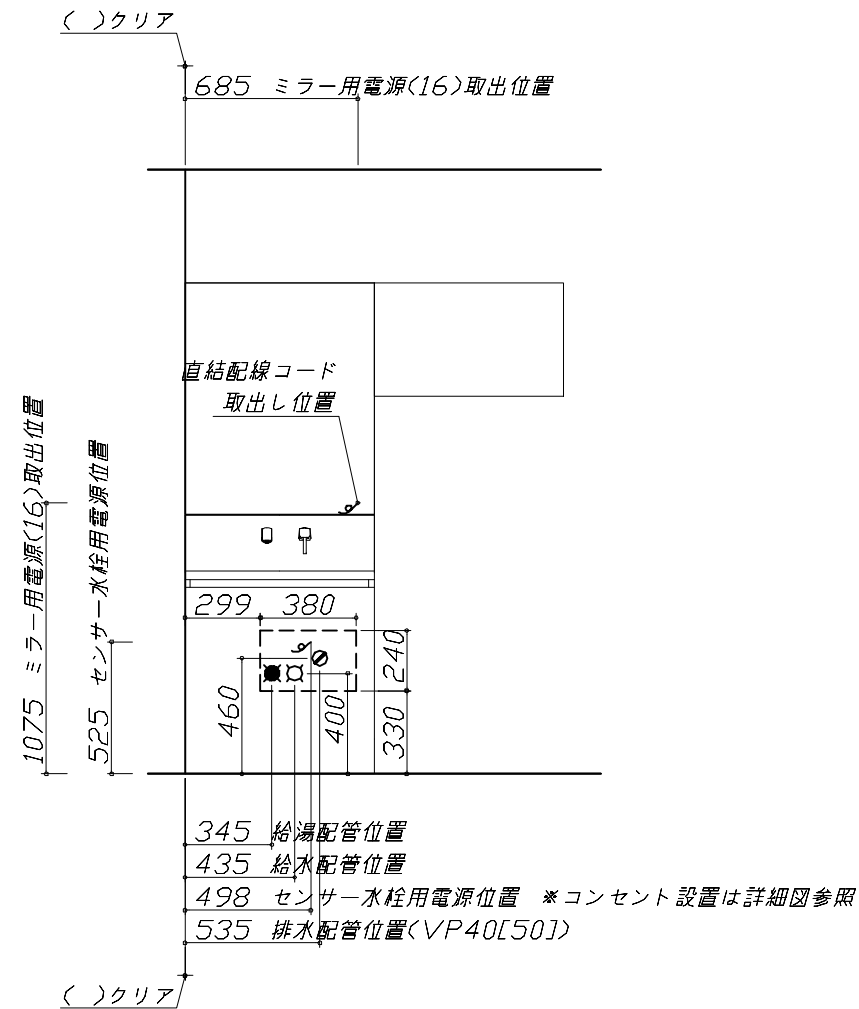 ( )クリア
685 ミラー用電源(16)取出位置
直結配線コード
取出し位置
1075 ミラー用電源(16)取出位置
525 センサー水栓用電源位置
299
380
240
460
400
330
345 給湯配管位置
435 給水配管位置
498 センサー水栓用電源位置 ※コンセント設置は詳細図参照
535 排水配管位置(VP40[50])
( )クリア